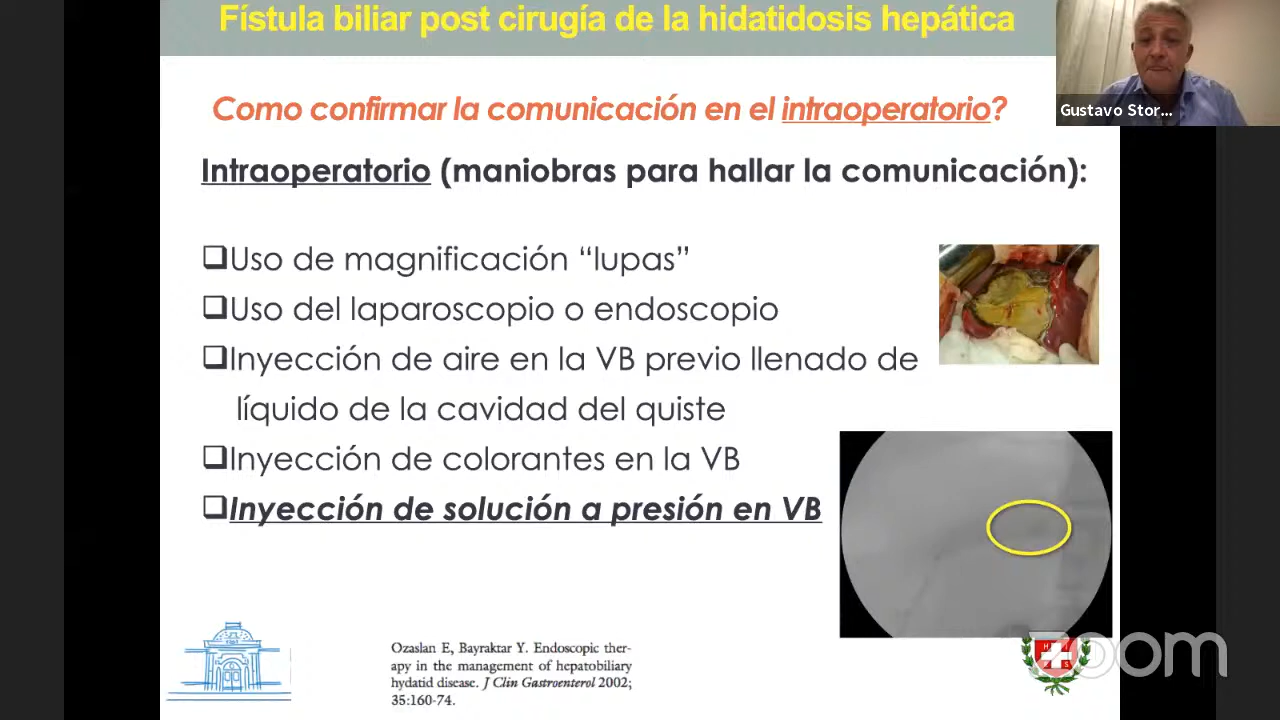 Fístula biliar post cirugía de la hidatidosis hepática
Como confirmar la comunicación en el intraoperatorio?
Gustavo Stor...
Intraoperatorio (maniobras para hallar la comunicación):
Uso de magnificación “lupas”
Uso del laparoscopio o endoscopio
Inyección de aire en la VB previo llenado de
líquido de la cavidad del quiste
Inyección de colorantes en la VB
Inyección de solución a presión en VB
Ozaslan E, Bayraktar Y. Endoscopic ther-
apy in the management of hepatobiliary
hydatid disease. J Clin Gastroenterol 2002;
35:160-74.
H I
zoom